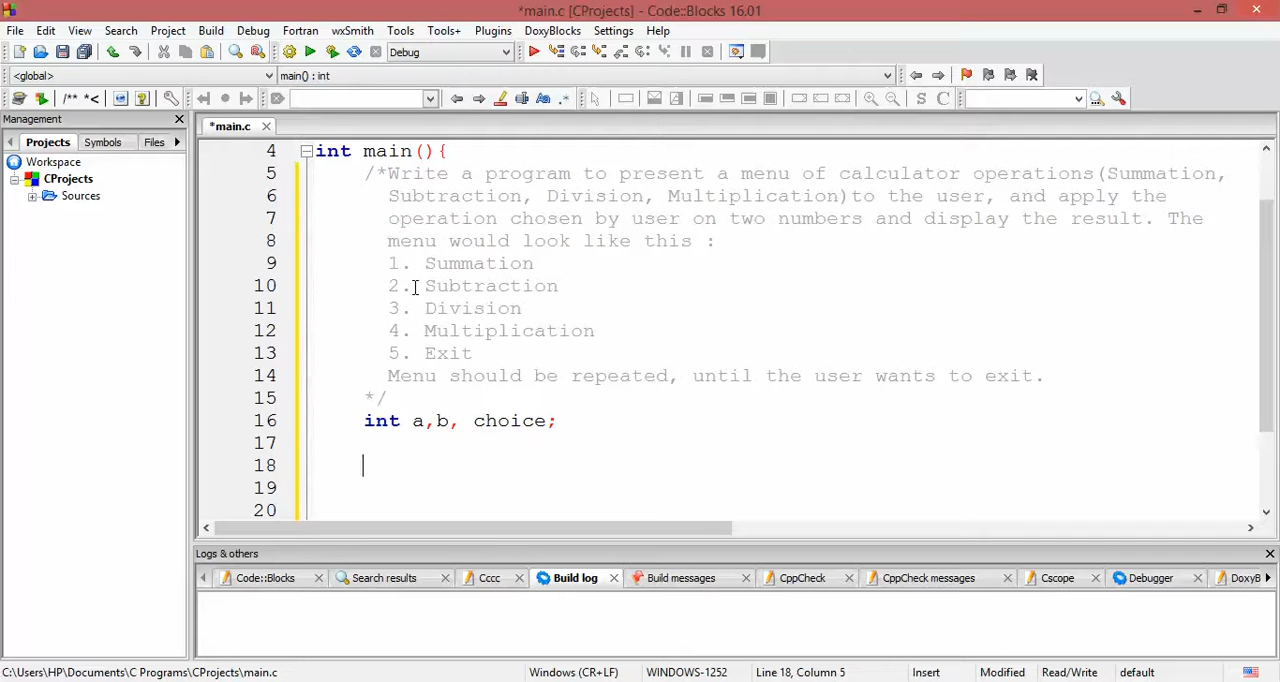 *main.c [CProjects] - Code::Blocks 16.01
File Edit View Search Project Build Debug Fortran wxSmith Tools Tools+ Plugins DoxyBlocks Settings Help
Debug
<global> main() : int
/** *< S C
Management
*main.c
Projects Symbols Files
Workspace
CProjects
Sources
4 int main(){
5 /*Write a program to present a menu of calculator operations(Summation,
6 Subtraction, Division, Multiplication)to the user, and apply the
7 operation chosen by user on two numbers and display the result. The
8 menu would look like this :
9 1. Summation
10 2. Subtraction
11 3. Division
12 4. Multiplication
13 5. Exit
14 Menu should be repeated, until the user wants to exit.
15 */
16 int a,b, choice;
17
18
19
20
Logs & others
Code::Blocks Search results Cccc Build log Build messages CppCheck CppCheck messages Cscope Debugger DoxyB
C:\Users\HP\Documents\C Programs\CProjects\main.c Windows (CR+LF) WINDOWS-1252 Line 18, Column 5 Insert Modified Read/Write default